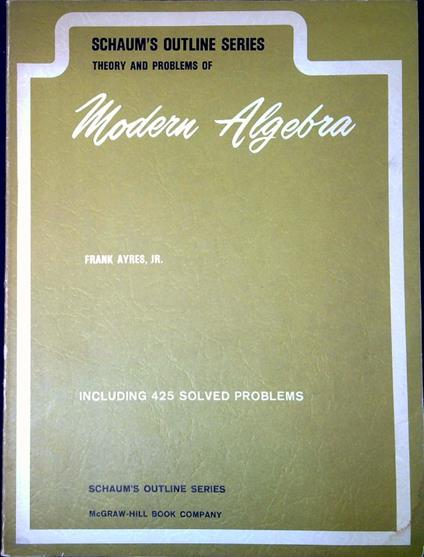 SCHAUM'S OUTLINE SERIES
THEORY AND PROBLEMS OF
Modern Algebra
FRANK AYRES, JR.
INCLUDING 425 SOLVED PROBLEMS
SCHAUM'S OUTLINE SERIES
McGRAW-HILL BOOK COMPANY